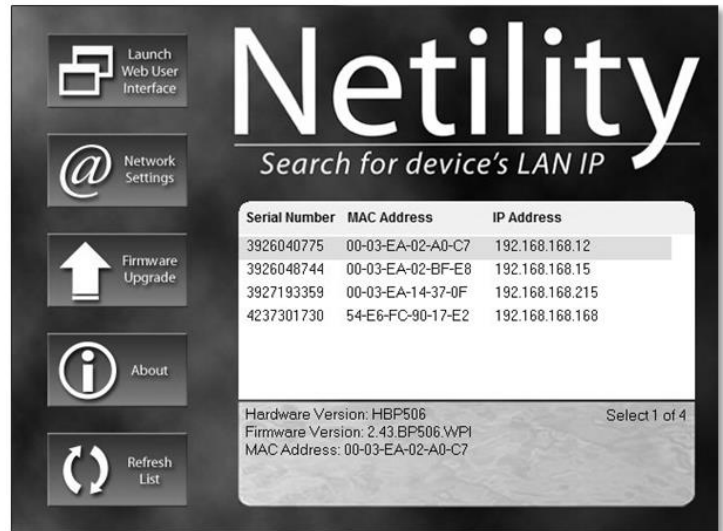 Launch
Web User
Interface
Network
Settings
Firmware
Upgrade
About
Refresh
List
Netility
Search for device's LAN IP
Serial Number MAC Address IP Address
3926040775 00-03-EA-02-A0-C7 192.168.168.12
3926048744 00-03-EA-02-BF-E8 192.168.168.15
3927193359 00-03-EA-14-37-0F 192.168.168.215
4237301730 54-E6-FC-90-17-E2 192.168.168.168
Hardware Version: HBP506 Select 1 of 4
Firmware Version: 2.43.BP506.WPI
MAC Address: 00-03-EA-02-A0-C7